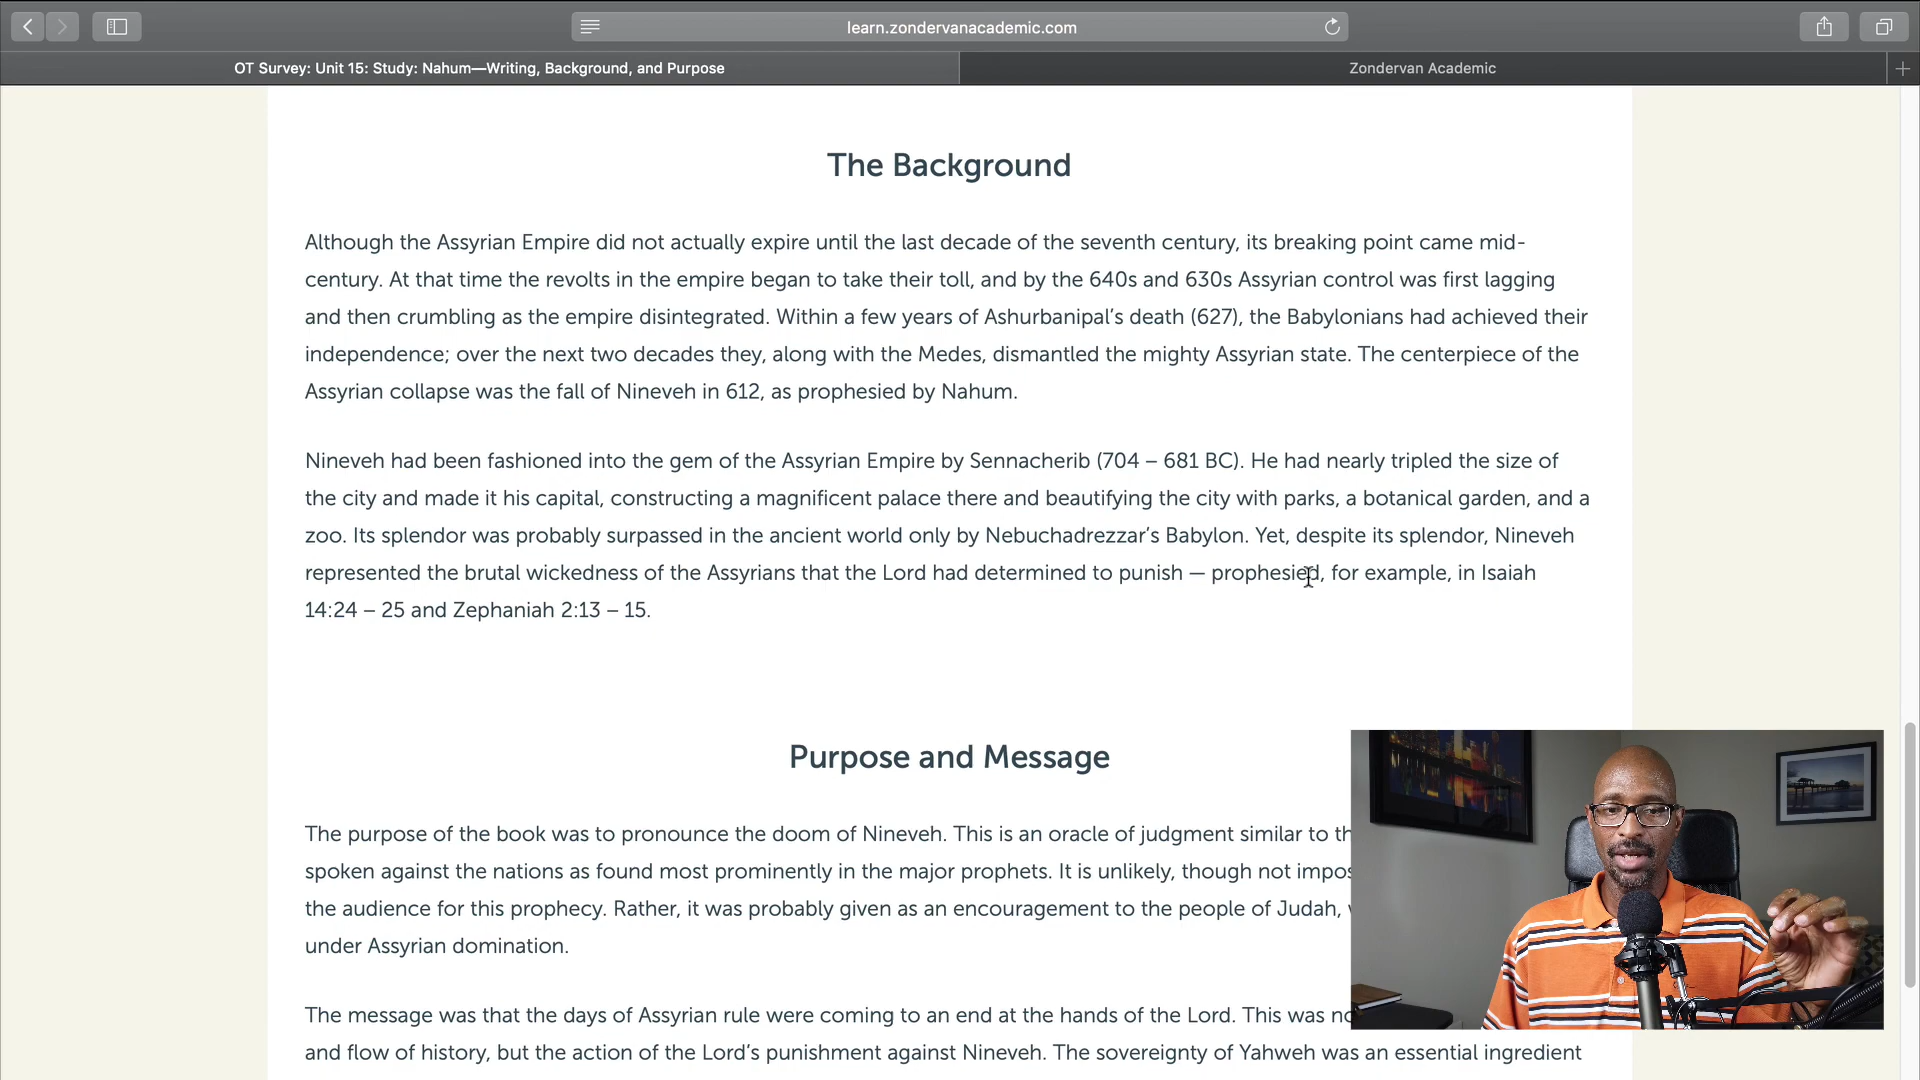 learn.zondervanacademic.com
OT Survey: Unit 15: Study: Nahum—Writing, Background, and Purpose
Zondervan Academic
The Background
Although the Assyrian Empire did not actually expire until the last decade of the seventh century, its breaking point came mid-
century. At that time the revolts in the empire began to take their toll, and by the 640s and 630s Assyrian control was first lagging
and then crumbling as the empire disintegrated. Within a few years of Ashurbanipal’s death (627), the Babylonians had achieved their
independence; over the next two decades they, along with the Medes, dismantled the mighty Assyrian state. The centerpiece of the
Assyrian collapse was the fall of Nineveh in 612, as prophesied by Nahum.
Nineveh had been fashioned into the gem of the Assyrian Empire by Sennacherib (704 – 681 BC). He had nearly tripled the size of
the city and made it his capital, constructing a magnificent palace there and beautifying the city with parks, a botanical garden, and a
zoo. Its splendor was probably surpassed in the ancient world only by Nebuchadrezzar’s Babylon. Yet, despite its splendor, Nineveh
represented the brutal wickedness of the Assyrians that the Lord had determined to punish — prophesied, for example, in Isaiah
14:24 – 25 and Zephaniah 2:13 – 15.
Purpose and Message
The purpose of the book was to pronounce the doom of Nineveh. This is an oracle of judgment similar to
spoken against the nations as found most prominently in the major prophets. It is unlikely, though not
the audience for this prophecy. Rather, it was probably given as an encouragement to the people of Judah,
under Assyrian domination.
The message was that the days of Assyrian rule were coming to an end at the hands of the Lord. This was
and flow of history, but the action of the Lord’s punishment against Nineveh. The sovereignty of Yahweh was an essential ingredient